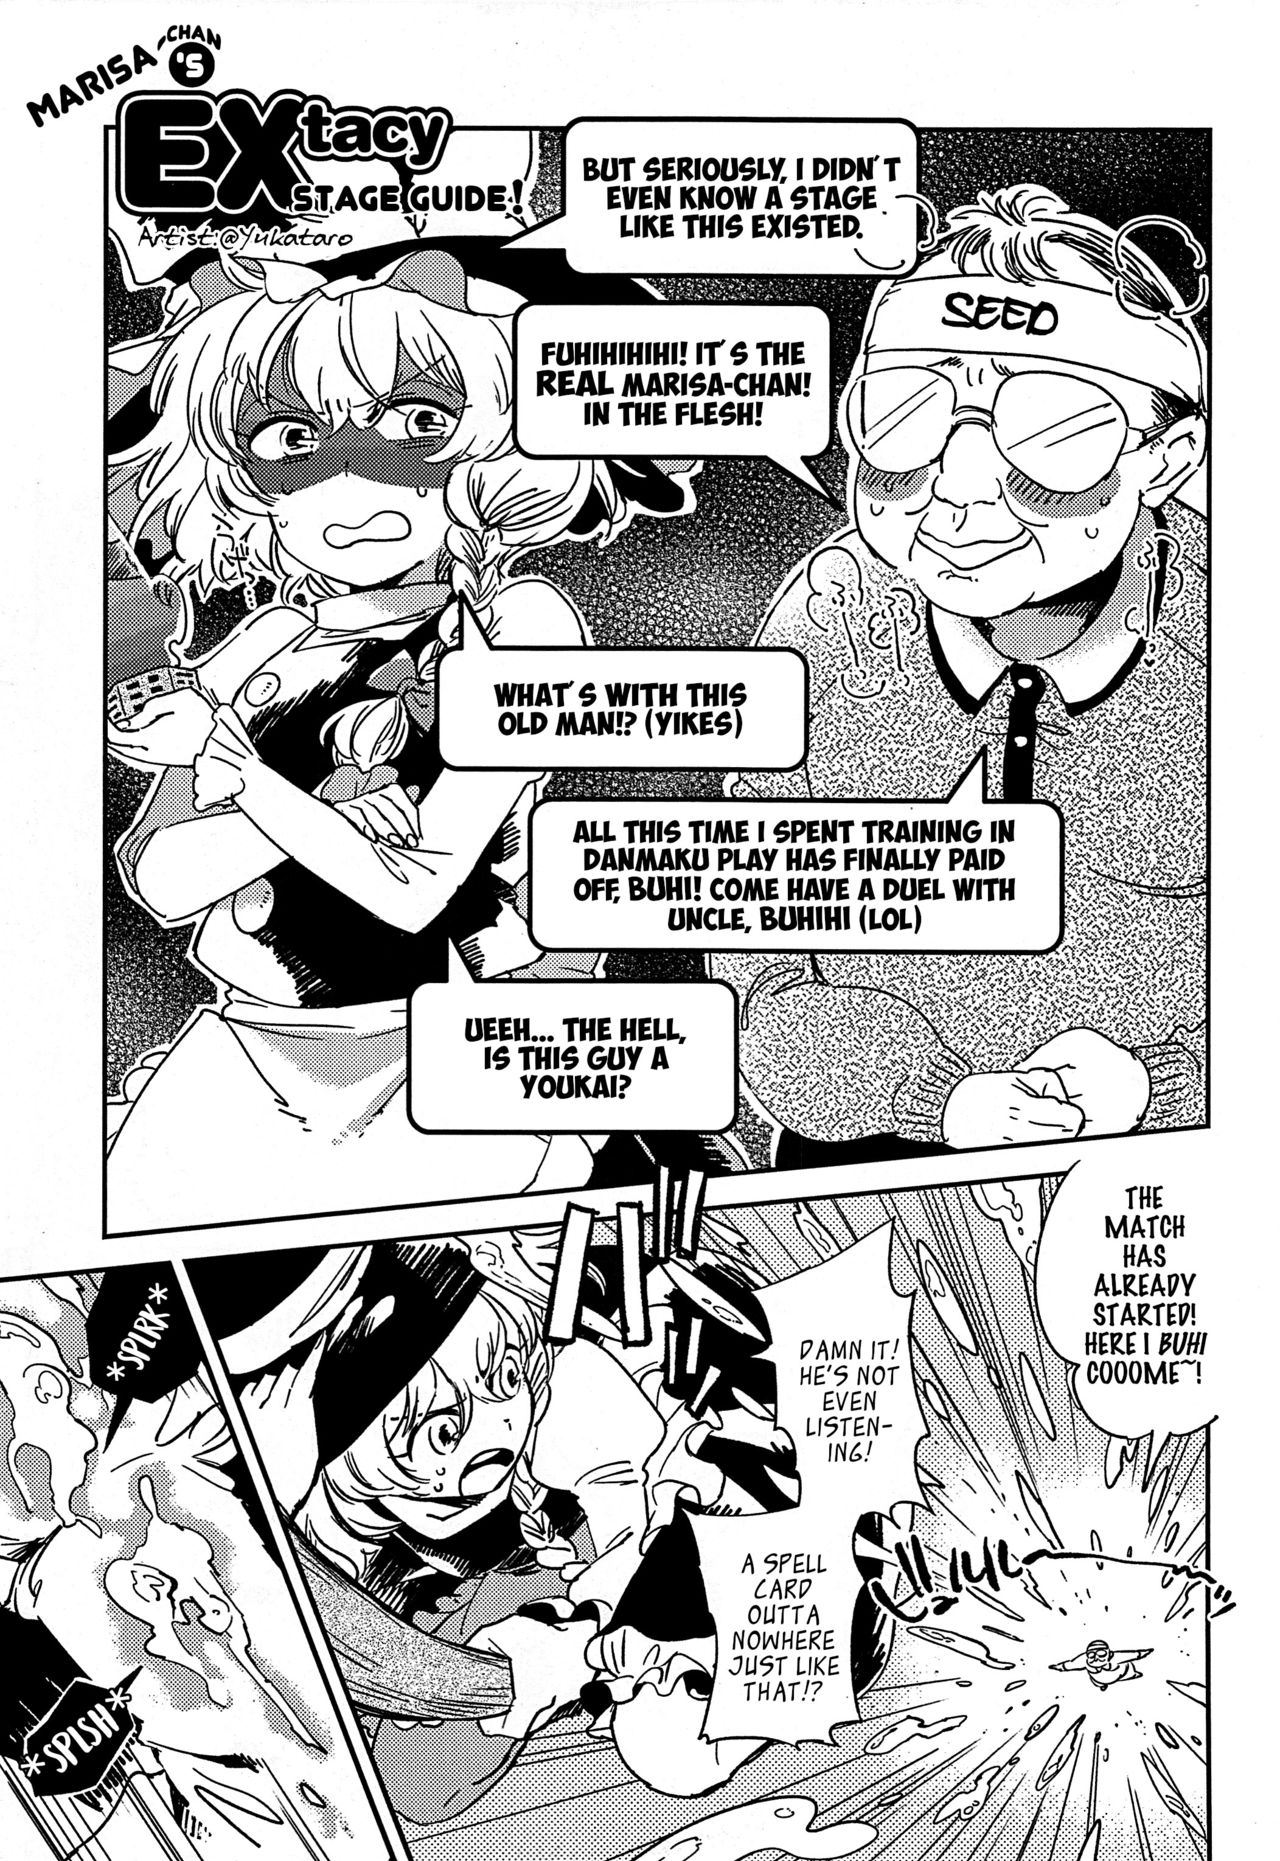 MARISA-CHAN'S
EXtacy
STAGE GUIDE!
Artist:@Yukataro
BUT SERIOUSLY, I DIDN'T
EVEN KNOW A STAGE
LIKE THIS EXISTED.
SEED
FUHIHIHIHI! IT'S THE
REAL MARISA-CHAN!
IN THE FLESH!
WHAT'S WITH THIS
OLD MAN!? (YIKES)
ALL THIS TIME I SPENT TRAINING IN
DANMAKU PLAY HAS FINALLY PAID
OFF, BUHI! COME HAVE A DUEL WITH
UNCLE, BUHIHI (LOL)
UEEH... THE HELL,
IS THIS GUY A
YOUKAI?
THE
MATCH
HAS
ALREADY
STARTED!
HERE I BUHI
COOOME~!
DAMN IT!
HE'S NOT
EVEN
LISTEN-
ING!
A SPELL
CARD
OUTTA
NOWHERE
JUST LIKE
THAT!?
*SPLRK*
*SPLSH*